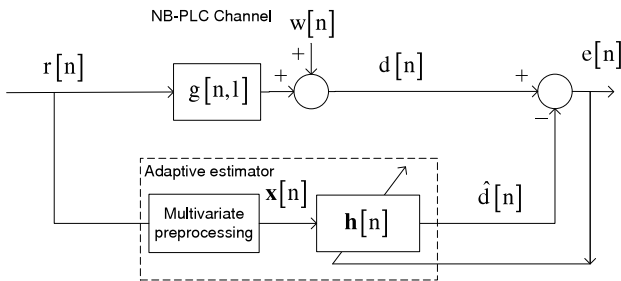 NB-PLC Channel
w[n]
+
r[n]
g[n,l]
+
d[n]
+
e[n]
−
Adaptive estimator
Multivariate
preprocessing
x[n]
h[n]
d̂[n]